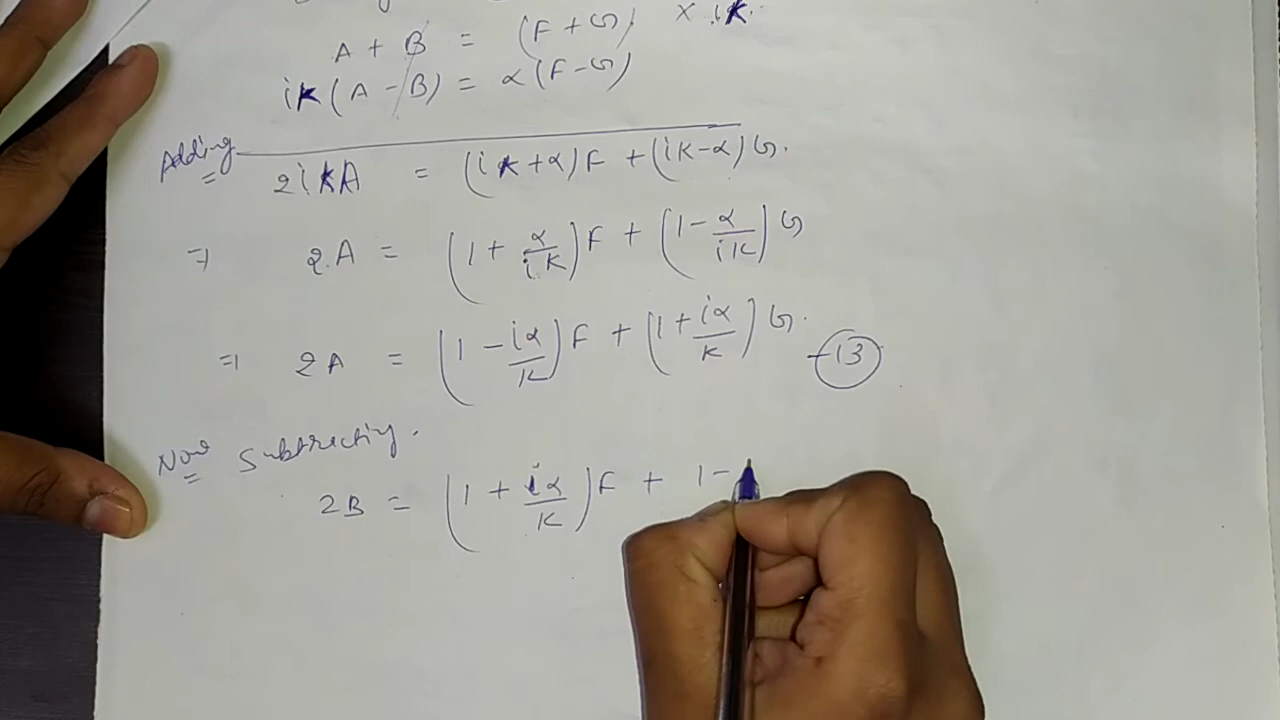 A + B = (F + G) × ik
ik (A - B) = α (F - G)
Adding
2ikA = (ik + α) F + (ik - α) G.
⇒ 2A = (1 + α/ik) F + (1 - α/ik) G
⇒ 2A = (1 - iα/k) F + (1 + iα/k) G. - 13
Now Subtracting.
2B = (1 + iα/k) F + 1 -